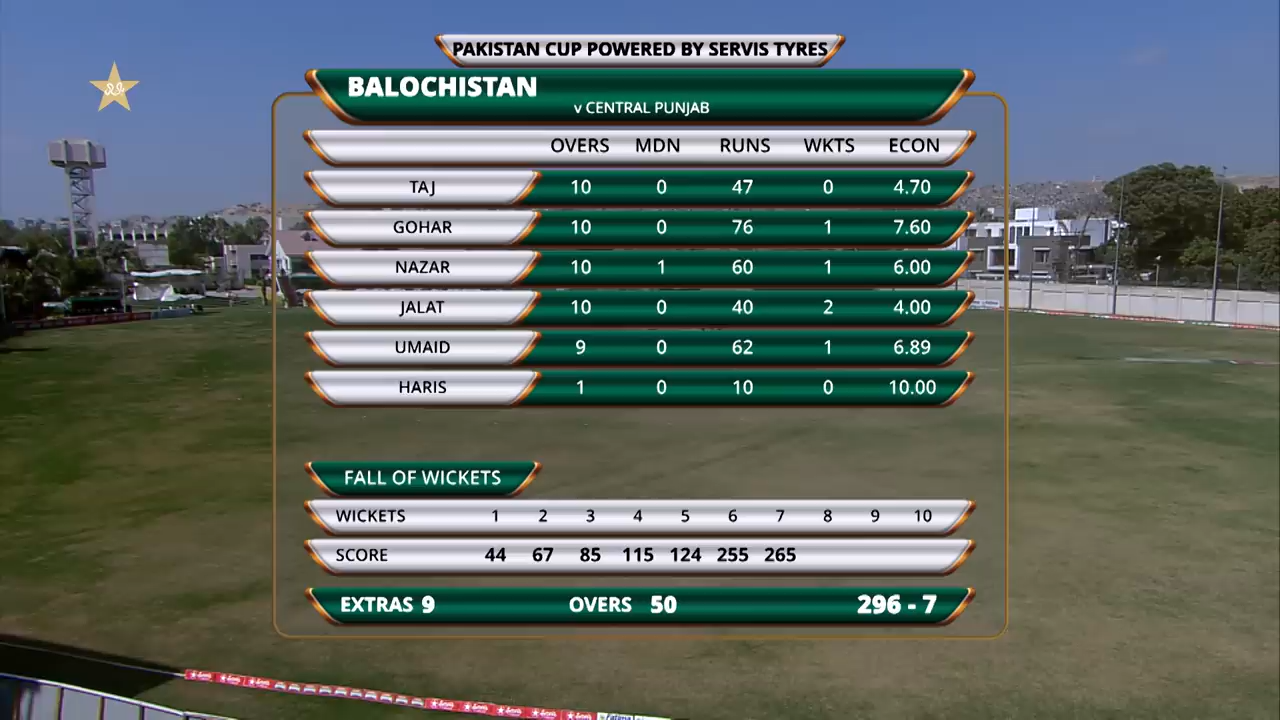 PAKISTAN CUP POWERED BY SERVIS TYRES
BALOCHISTAN
v CENTRAL PUNJAB
OVERS MDN RUNS WKTS ECON
TAJ 10 0 47 0 4.70
GOHAR 10 0 76 1 7.60
NAZAR 10 1 60 1 6.00
JALAT 10 0 40 2 4.00
UMAID 9 0 62 1 6.89
HARIS 1 0 10 0 10.00
FALL OF WICKETS
WICKETS 1 2 3 4 5 6 7 8 9 10
SCORE 44 67 85 115 124 255 265
EXTRAS 9 OVERS 50 296 - 7